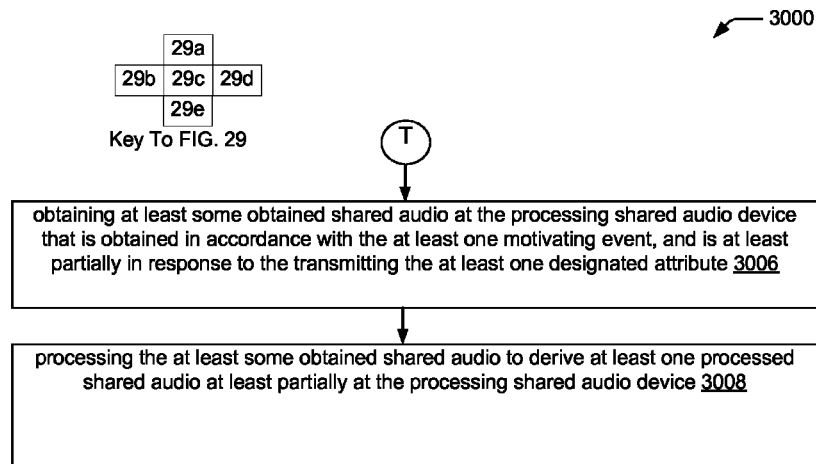 3000
29a
29b 29c 29d
29e
Key To FIG. 29
T
obtaining at least some obtained shared audio at the processing shared audio device
that is obtained in accordance with the at least one motivating event, and is at least
partially in response to the transmitting the at least one designated attribute 3006
processing the at least some obtained shared audio to derive at least one processed
shared audio at least partially at the processing shared audio device 3008